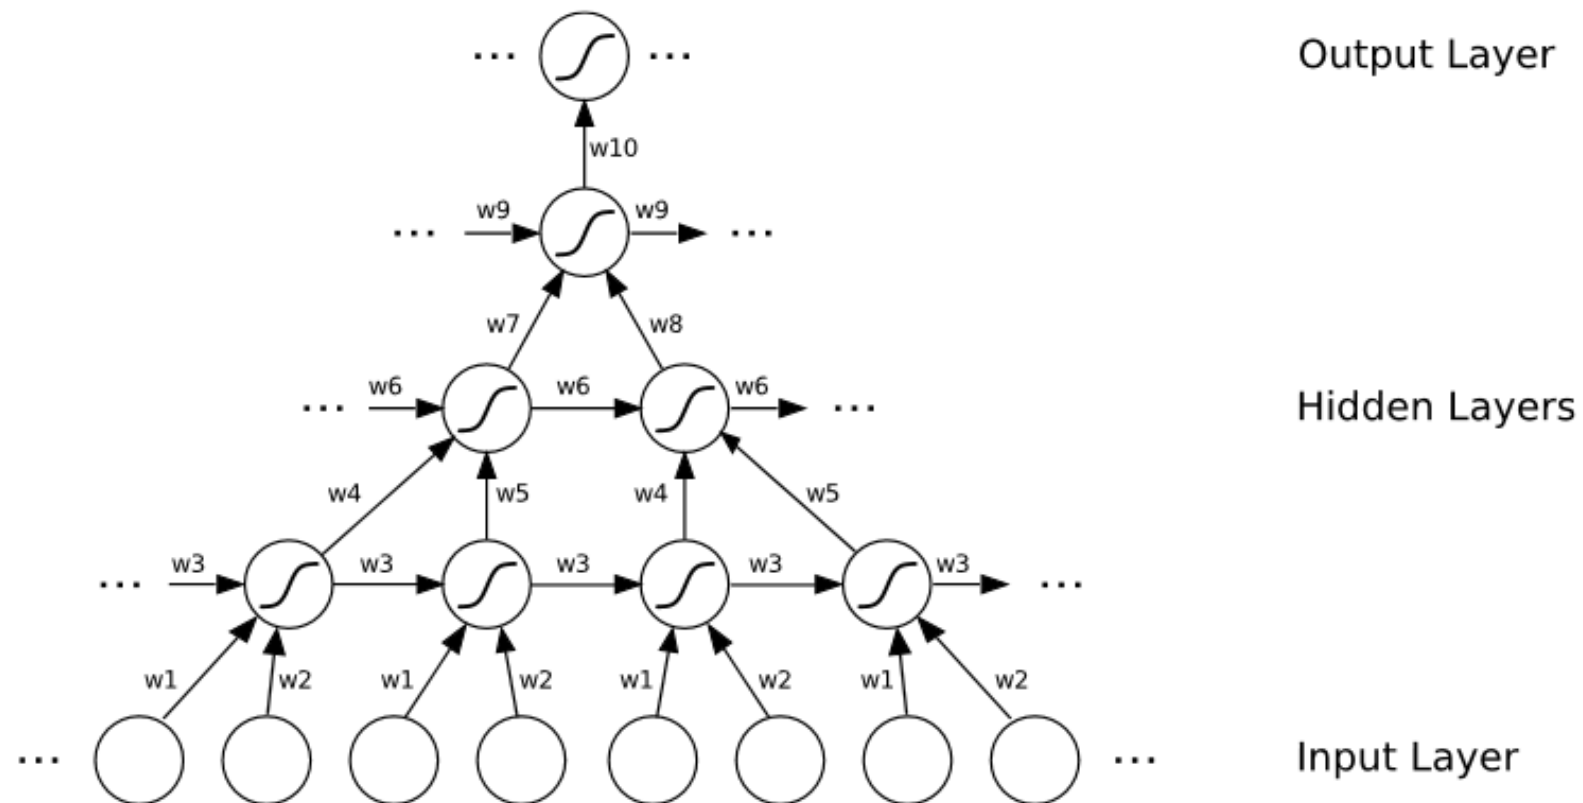 ... ... Output Layer
w10
... w9 w9 ...
w7 w8
... w6 w6 w6 ... Hidden Layers
w4 w5 w4 w5
... w3 w3 w3 w3 w3 ...
w1 w2 w1 w2 w1 w2 w1 w2
... ... Input Layer